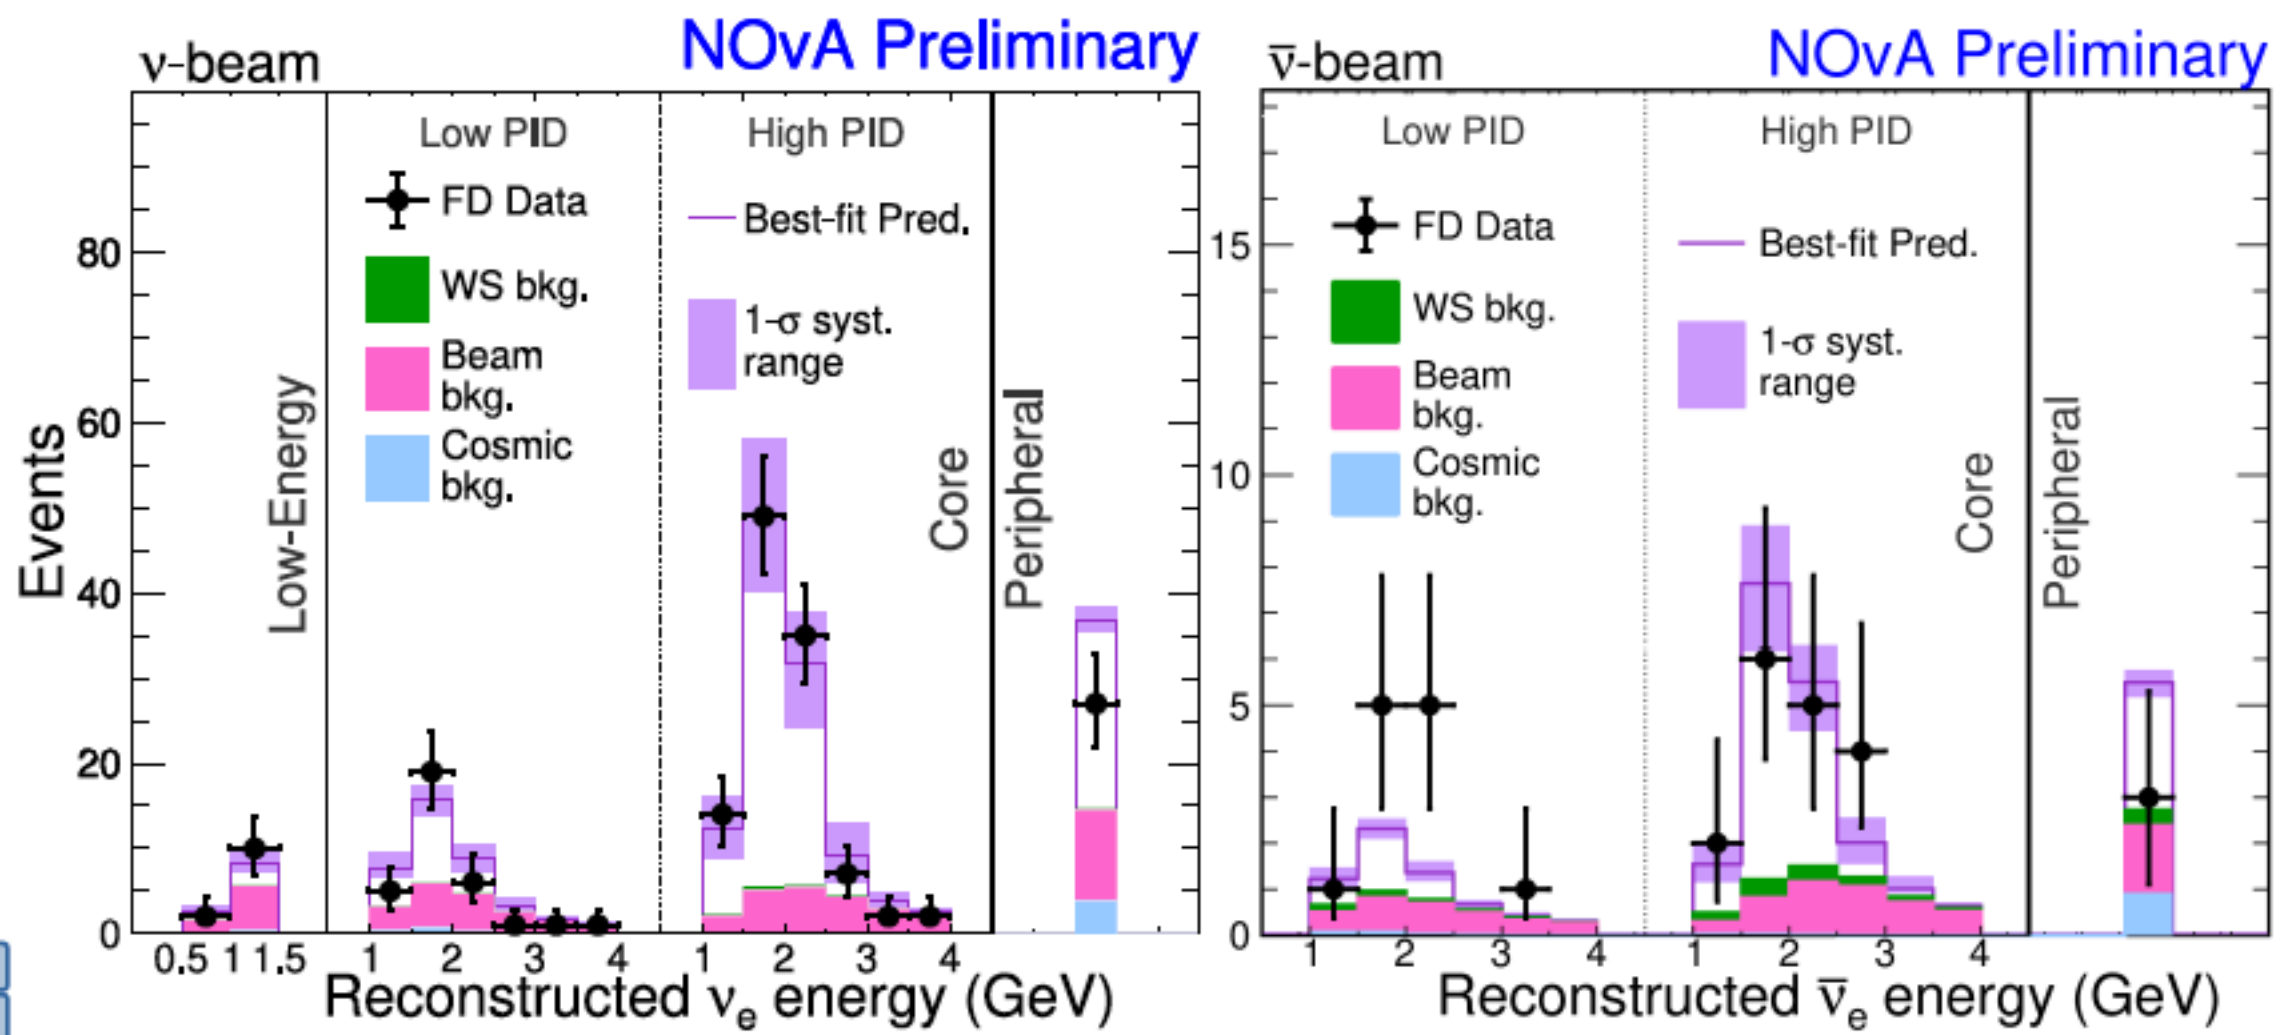 ν-beam
NOvA Preliminary
Low PID
High PID
FD Data
Best-fit Pred.
WS bkg.
1-σ syst.
range
Beam
bkg.
Cosmic
bkg.
Low-Energy
Core
Peripheral
Events
80
60
40
20
0
0.5 1 1.5
1 2 3 4
1 2 3 4
Reconstructed νe energy (GeV)
ν̅-beam
NOvA Preliminary
Low PID
High PID
FD Data
Best-fit Pred.
WS bkg.
1-σ syst.
range
Beam
bkg.
Cosmic
bkg.
Core
Peripheral
15
10
5
0
1 2 3 4
1 2 3 4
Reconstructed ν̅e energy (GeV)